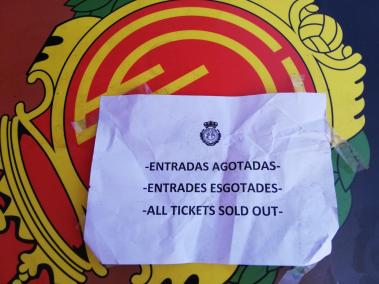 -ENTRADAS AGOTADAS-
-ENTRADES ESGOTADES-
-ALL TICKETS SOLD OUT-